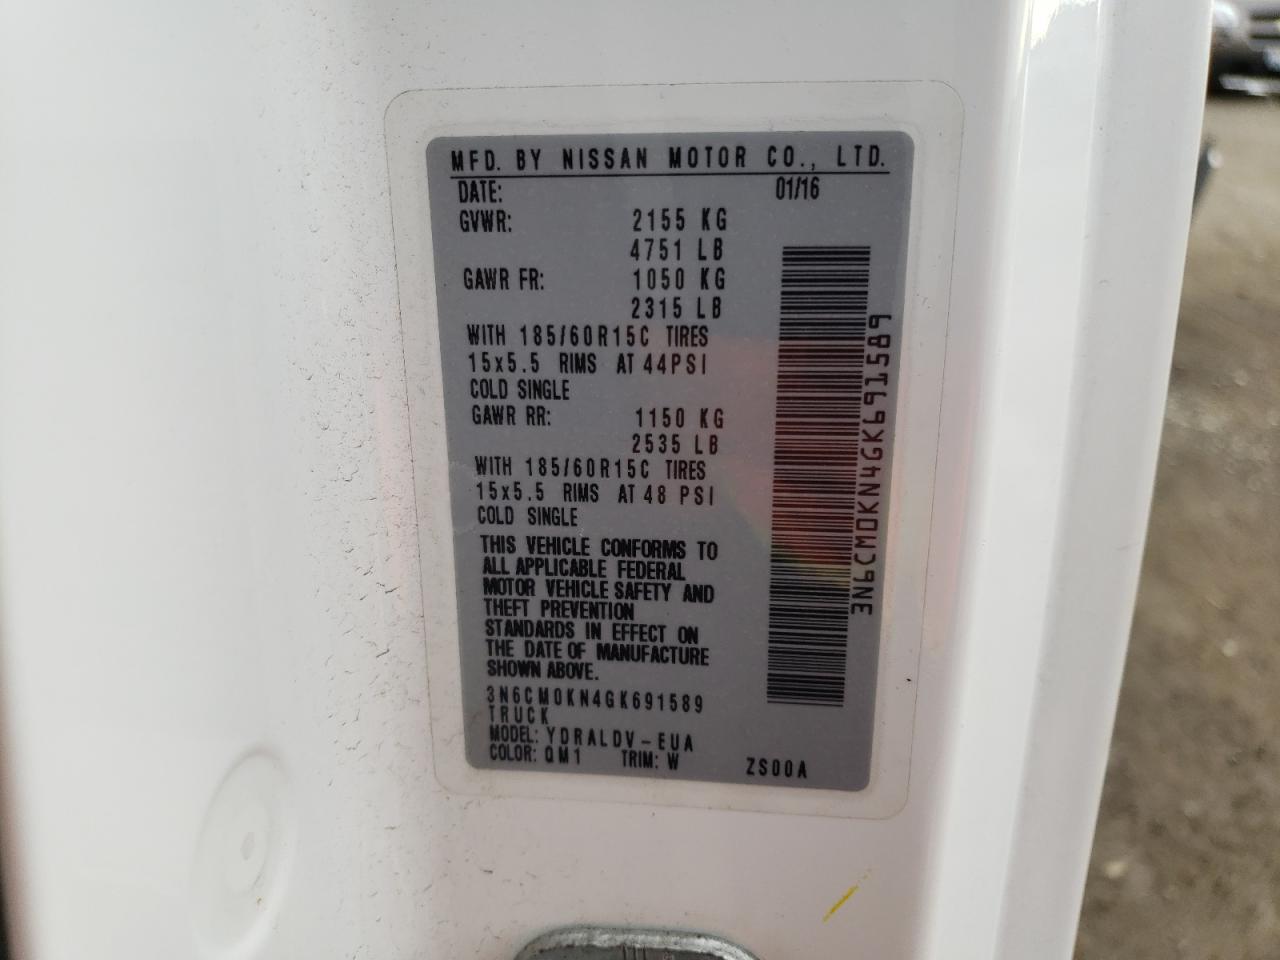 MFD. BY NISSAN MOTOR CO., LTD.
DATE: 01/16
GVWR: 2155 KG
4751 LB
GAWR FR: 1050 KG
2315 LB
WITH 185/60R15C TIRES
15x5.5 RIMS AT 44PSI
COLD SINGLE
GAWR RR: 1150 KG
2535 LB
WITH 185/60R15C TIRES
15x5.5 RIMS AT 48 PSI
COLD SINGLE
THIS VEHICLE CONFORMS TO
ALL APPLICABLE FEDERAL
MOTOR VEHICLE SAFETY AND
THEFT PREVENTION
STANDARDS IN EFFECT ON
THE DATE OF MANUFACTURE
SHOWN ABOVE.
3N6CM0KN4GK691589
TRUCK
MODEL: YDRALDV-EUA
COLOR: QM1 TRIM: W ZS00A
3N6CM0KN4GK691589